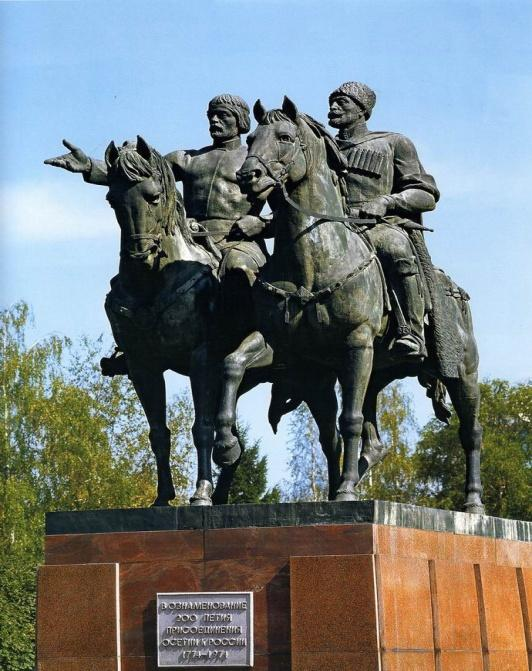 В ОЗНАМЕНОВАНИЕ
200 ЛЕТИЯ
ПРИСОЕДИНЕНИЯ
ОСЕТИИ К РОССИИ
1774–1974